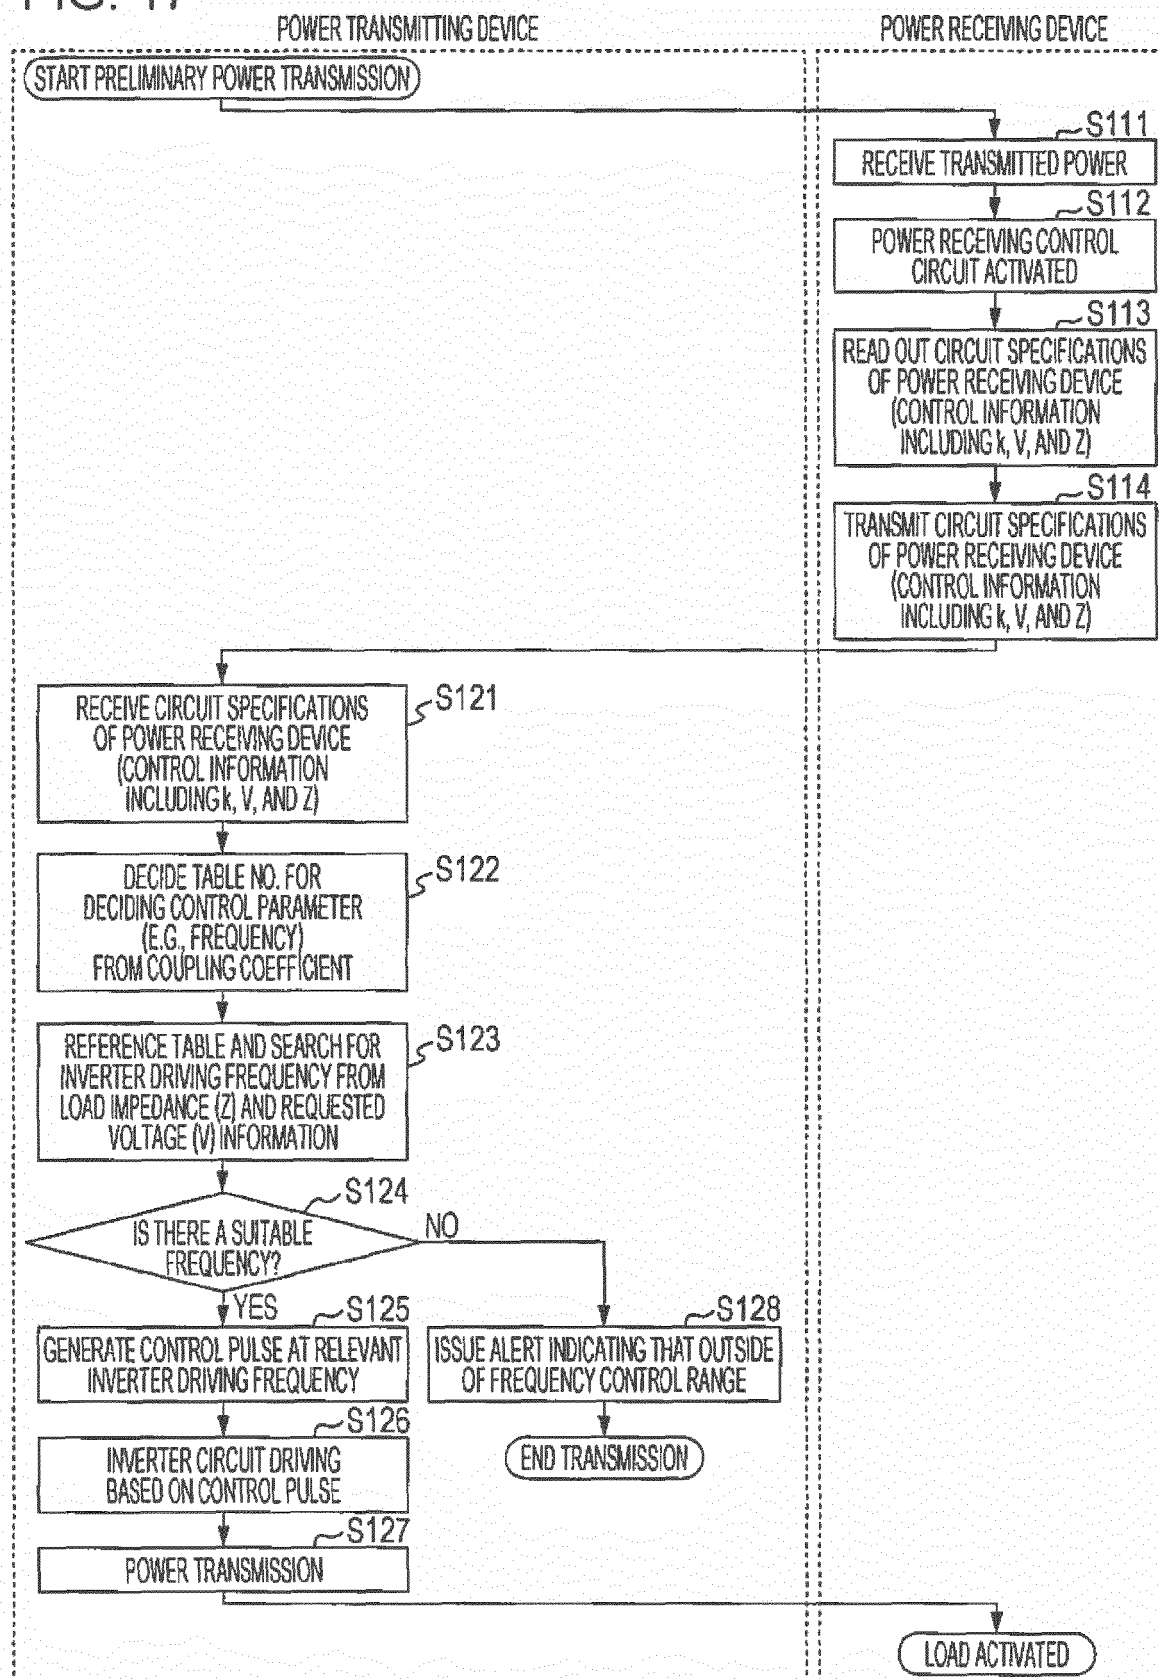 POWER TRANSMITTING DEVICE
POWER RECEIVING DEVICE
START PRELIMINARY POWER TRANSMISSION
S111
RECEIVE TRANSMITTED POWER
S112
POWER RECEIVING CONTROL
CIRCUIT ACTIVATED
S113
READ OUT CIRCUIT SPECIFICATIONS
OF POWER RECEIVING DEVICE
(CONTROL INFORMATION
INCLUDING k, V, AND Z)
S114
TRANSMIT CIRCUIT SPECIFICATIONS
OF POWER RECEIVING DEVICE
(CONTROL INFORMATION
INCLUDING k, V, AND Z)
S121
RECEIVE CIRCUIT SPECIFICATIONS
OF POWER RECEIVING DEVICE
(CONTROL INFORMATION
INCLUDING k, V, AND Z)
S122
DECIDE TABLE NO. FOR
DECIDING CONTROL PARAMETER
(E.G., FREQUENCY)
FROM COUPLING COEFFICIENT
S123
REFERENCE TABLE AND SEARCH FOR
INVERTER DRIVING FREQUENCY FROM
LOAD IMPEDANCE (Z) AND REQUESTED
VOLTAGE (V) INFORMATION
S124
IS THERE A SUITABLE
FREQUENCY?
NO
YES
S125
GENERATE CONTROL PULSE AT RELEVANT
INVERTER DRIVING FREQUENCY
S128
ISSUE ALERT INDICATING THAT OUTSIDE
OF FREQUENCY CONTROL RANGE
S126
INVERTER CIRCUIT DRIVING
BASED ON CONTROL PULSE
END TRANSMISSION
S127
POWER TRANSMISSION
LOAD ACTIVATED